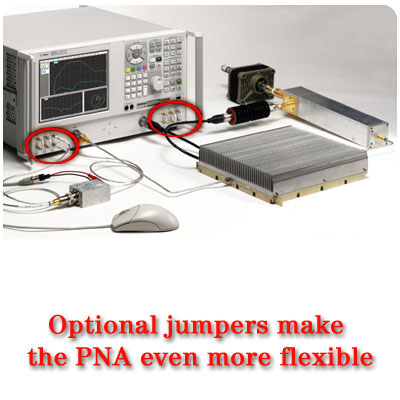 Optional jumpers make
the PNA even more flexible